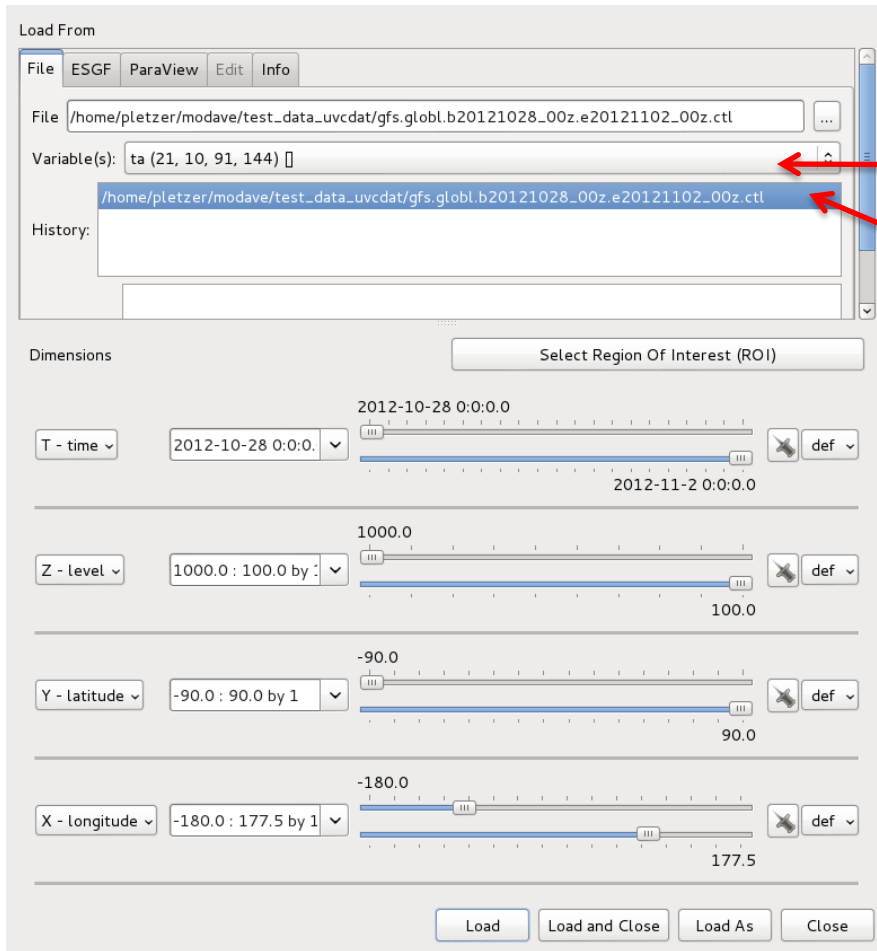 Load From
File ESGF ParaView Edit Info
File /home/pletzer/modave/test_data_uvcdat/gfs.globl.b20121028_00z.e20121102_00z.ctl ...
Variable(s): ta (21, 10, 91, 144) []
/home/pletzer/modave/test_data_uvcdat/gfs.globl.b20121028_00z.e20121102_00z.ctl
History:
Dimensions Select Region Of Interest (ROI)
2012-10-28 0:0:0.0
T - time 2012-10-28 0:0:0. def
2012-11-2 0:0:0.0
1000.0
Z - level 1000.0 : 100.0 by def
100.0
-90.0
Y - latitude -90.0 : 90.0 by 1 def
90.0
-180.0
X - longitude -180.0 : 177.5 by 1 def
177.5
Load Load and Close Load As Close